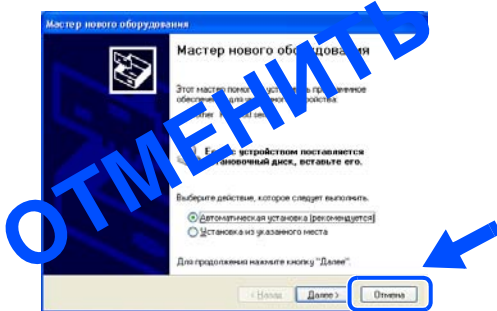 Мастер нового оборудования
Мастер нового оборудования
Этот мастер помогает установить программное
обеспечение для указанного устройства:
ОТМЕНИТЬ
Если с устройством поставляется
установочный диск, вставьте его.
Выберите действие, которое следует выполнить.
Автоматическая установка (рекомендуется)
Установка из указанного места
Для продолжения нажмите кнопку "Далее".
< Назад
Далее >
Отмена